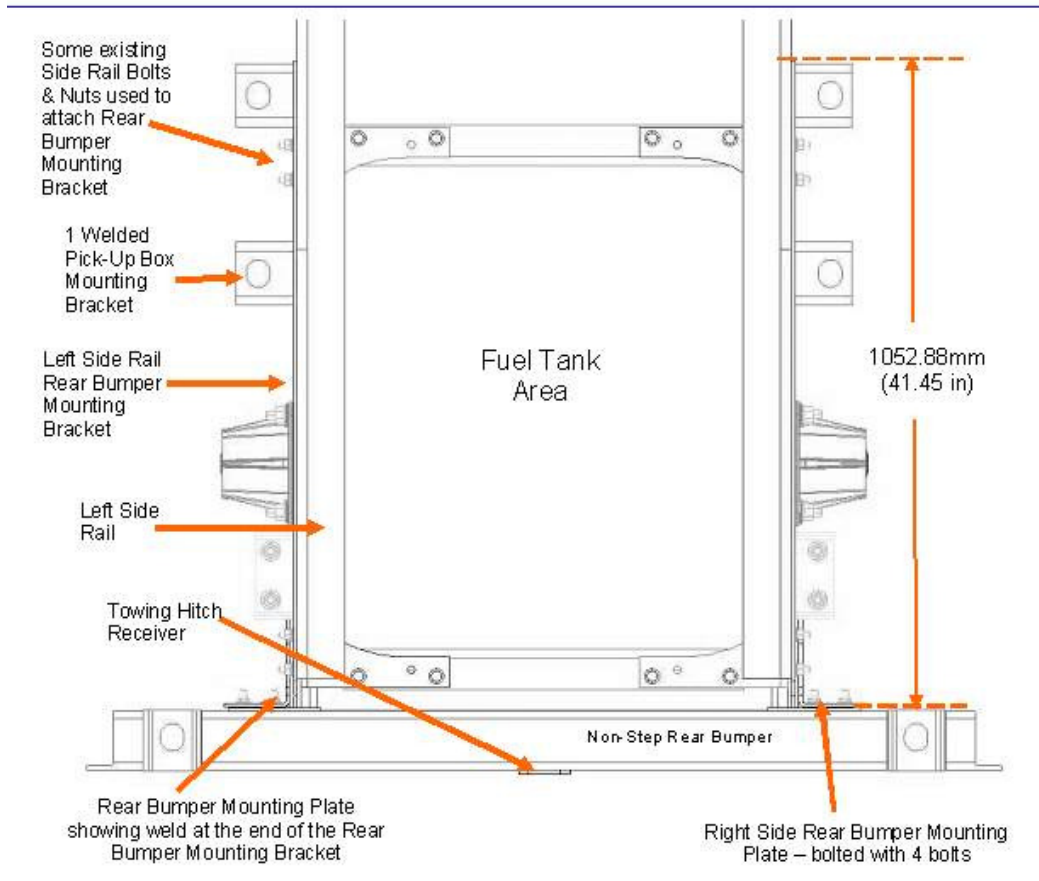 Some existing
Side Rail Bolts
& Nuts used to
attach Rear
Bumper
Mounting
Bracket
1 Welded
Pick-Up Box
Mounting
Bracket
Left Side Rail
Rear Bumper
Mounting
Bracket
Fuel Tank
Area
1052.88mm
(41.45 in)
Left Side
Rail
Towing Hitch
Receiver
Non-Step Rear Bumper
Rear Bumper Mounting Plate
showing weld at the end of the Rear
Bumper Mounting Bracket
Right Side Rear Bumper Mounting
Plate – bolted with 4 bolts